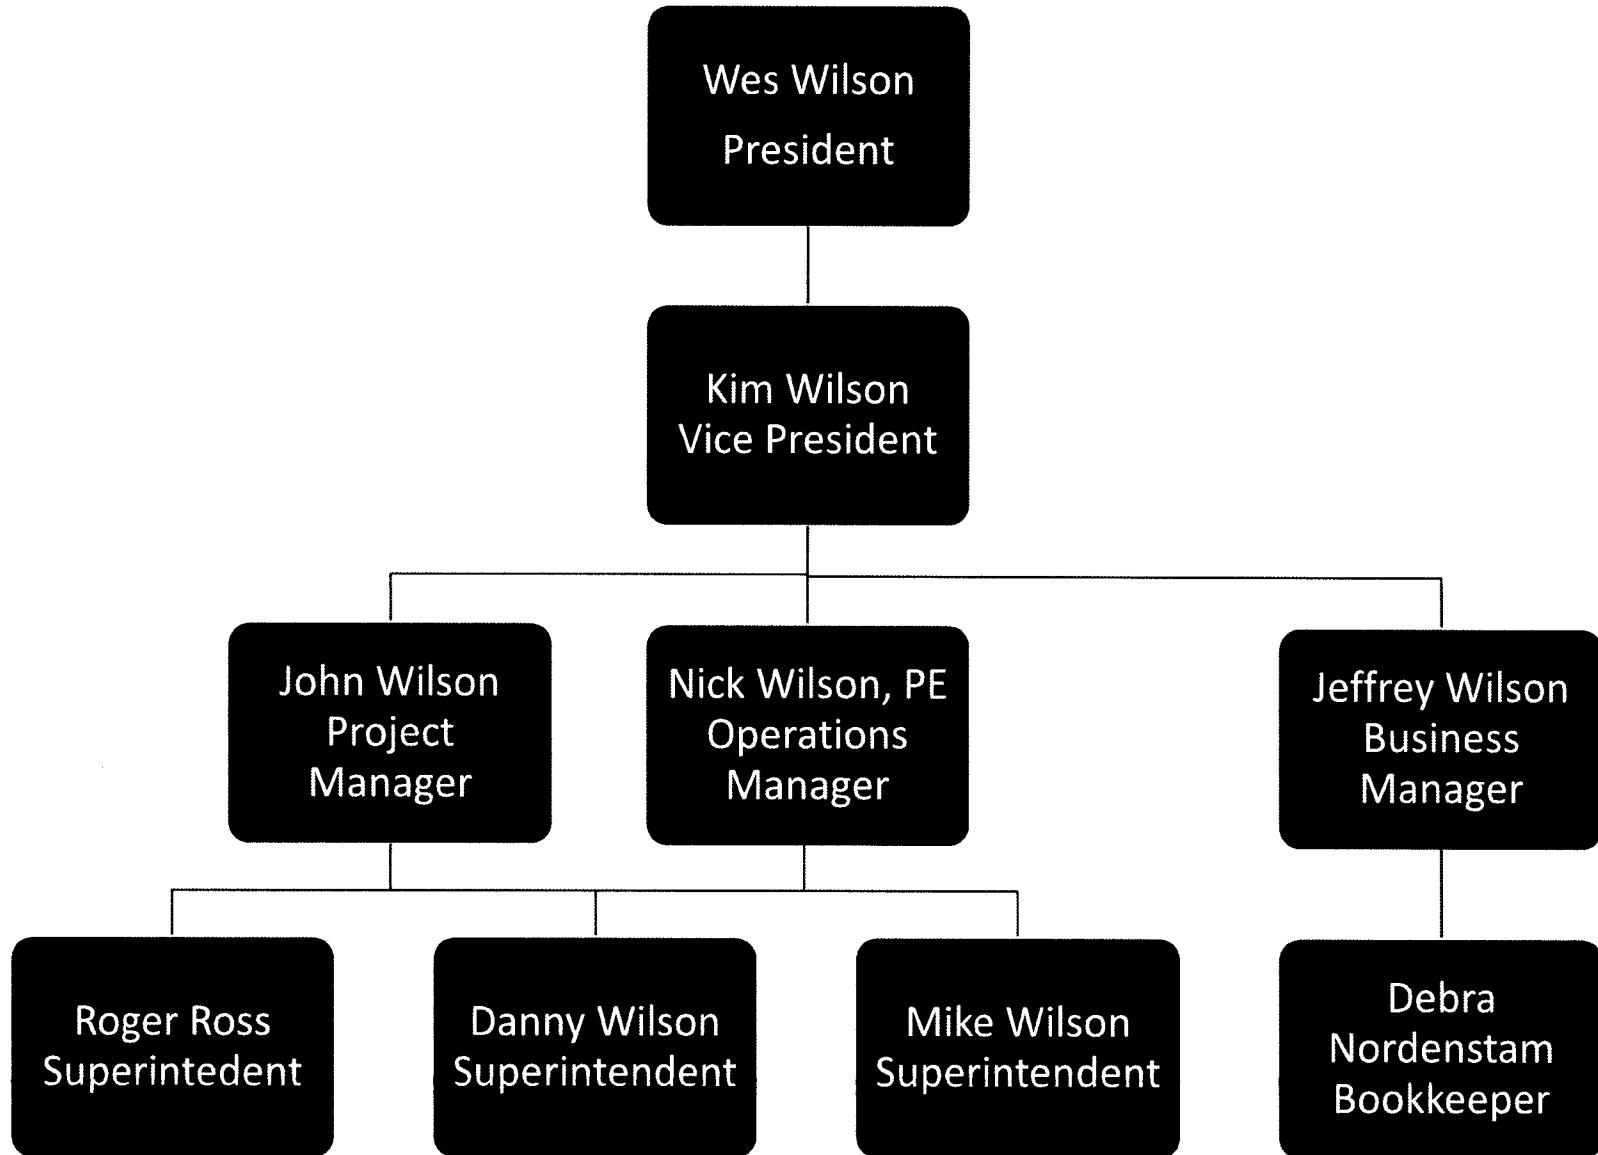 Wes Wilson
President
Kim Wilson
Vice President
John Wilson
Project
Manager
Nick Wilson, PE
Operations
Manager
Jeffrey Wilson
Business
Manager
Roger Ross
Superintedent
Danny Wilson
Superintendent
Mike Wilson
Superintendent
Debra
Nordenstam
Bookkeeper